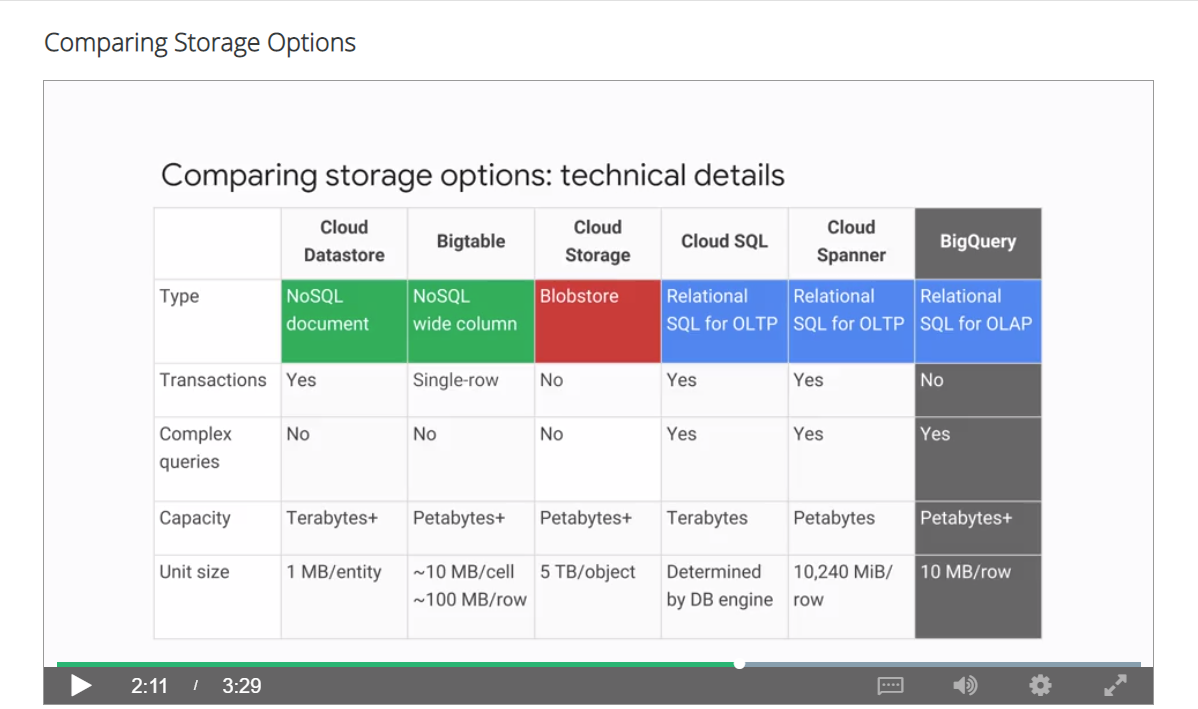 Comparing Storage Options
Comparing storage options: technical details
Cloud Datastore Bigtable Cloud Storage Cloud SQL Cloud Spanner BigQuery
Type NoSQL document NoSQL wide column Blobstore Relational SQL for OLTP Relational SQL for OLTP Relational SQL for OLAP
Transactions Yes Single-row No Yes Yes No
Complex queries No No No Yes Yes Yes
Capacity Terabytes+ Petabytes+ Petabytes+ Terabytes Petabytes Petabytes+
Unit size 1 MB/entity ~10 MB/cell ~100 MB/row 5 TB/object Determined by DB engine 10,240 MiB/ row 10 MB/row
2:11 / 3:29